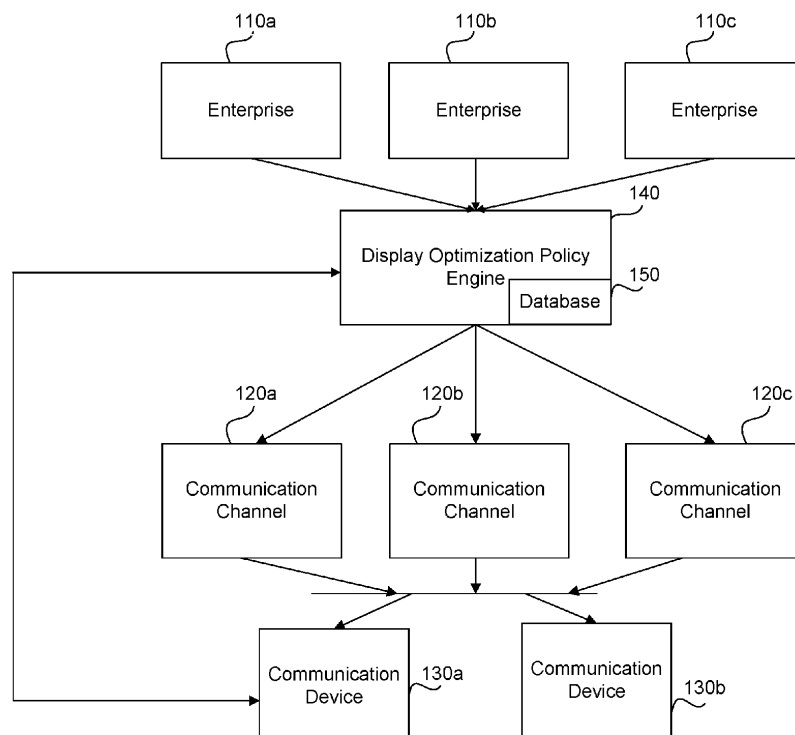 110a
110b
110c
Enterprise
Enterprise
Enterprise
140
Display Optimization Policy
Engine
150
Database
120a
120b
120c
Communication
Channel
Communication
Channel
Communication
Channel
Communication
Device
130a
Communication
Device
130b